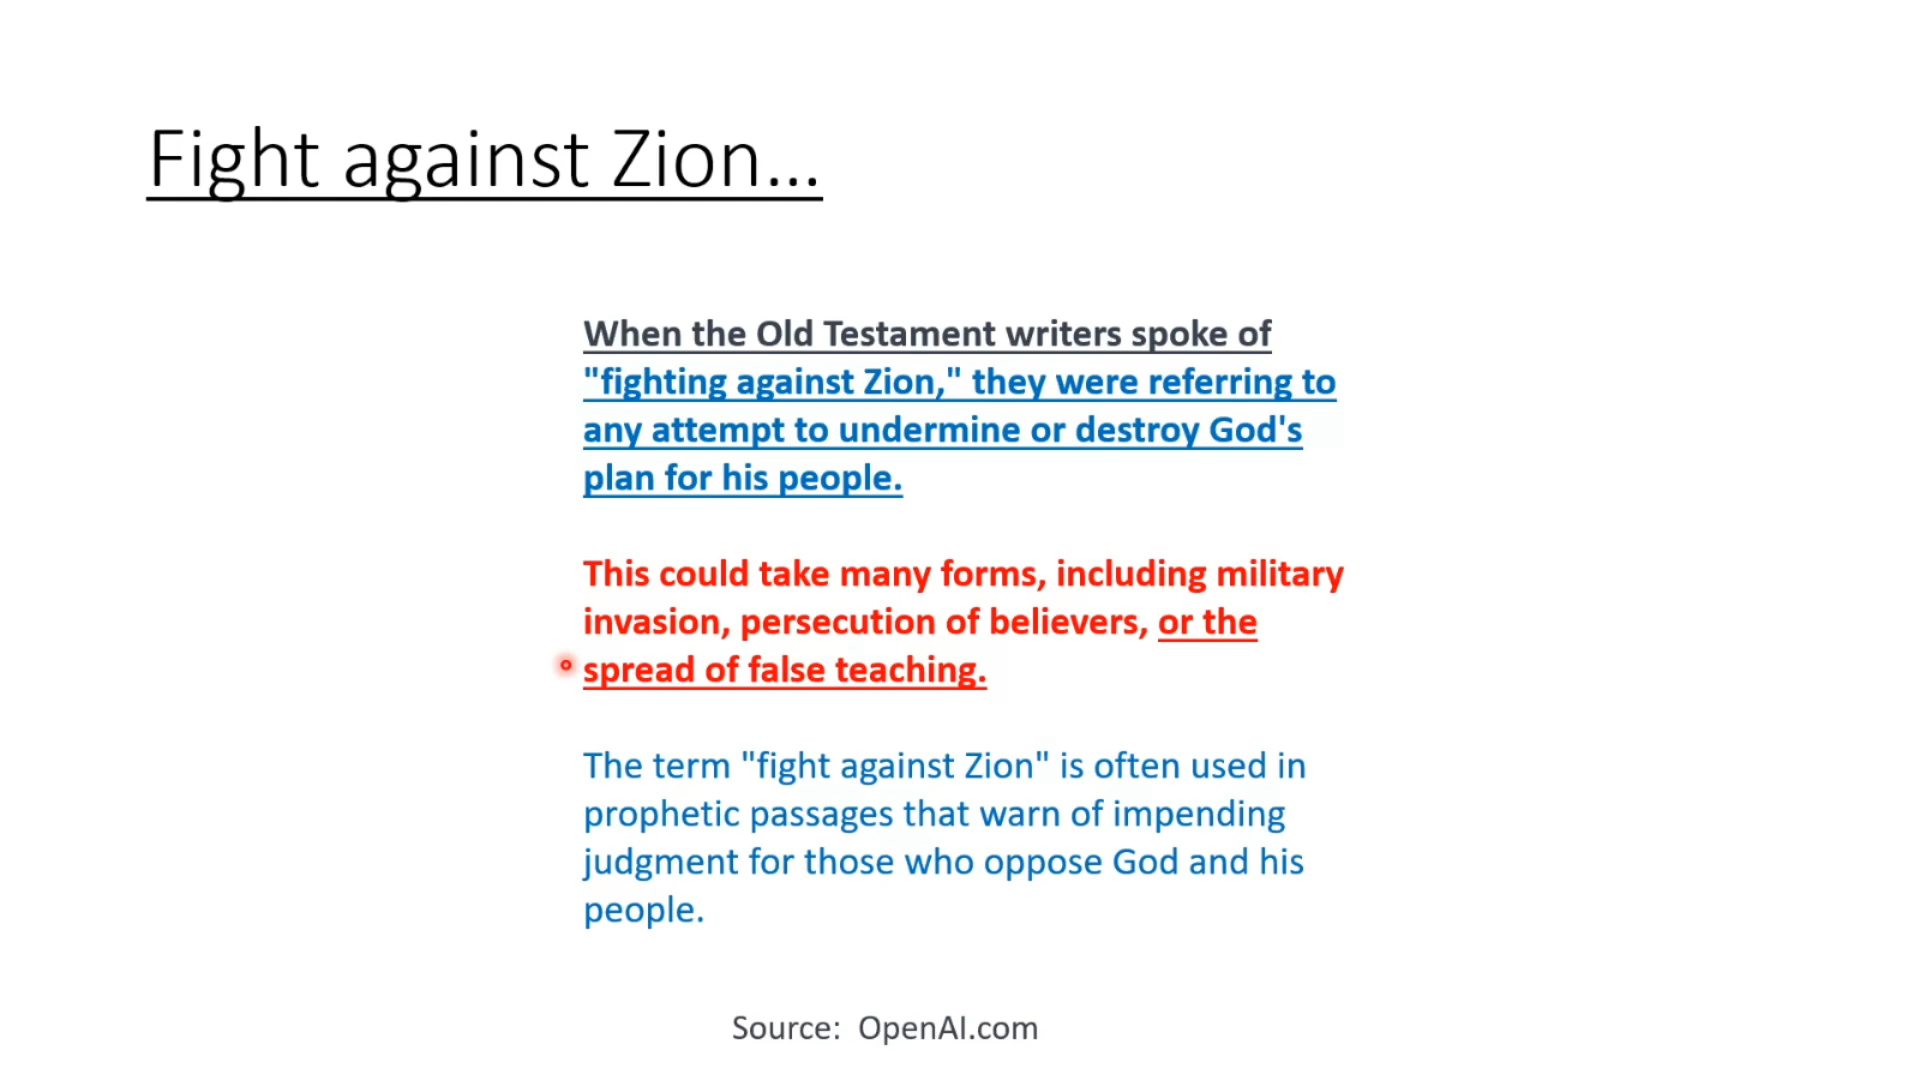 Fight against Zion...
When the Old Testament writers spoke of
"fighting against Zion," they were referring to
any attempt to undermine or destroy God's
plan for his people.
This could take many forms, including military
invasion, persecution of believers, or the
spread of false teaching.
The term "fight against Zion" is often used in
prophetic passages that warn of impending
judgment for those who oppose God and his
people.
Source:  OpenAI.com